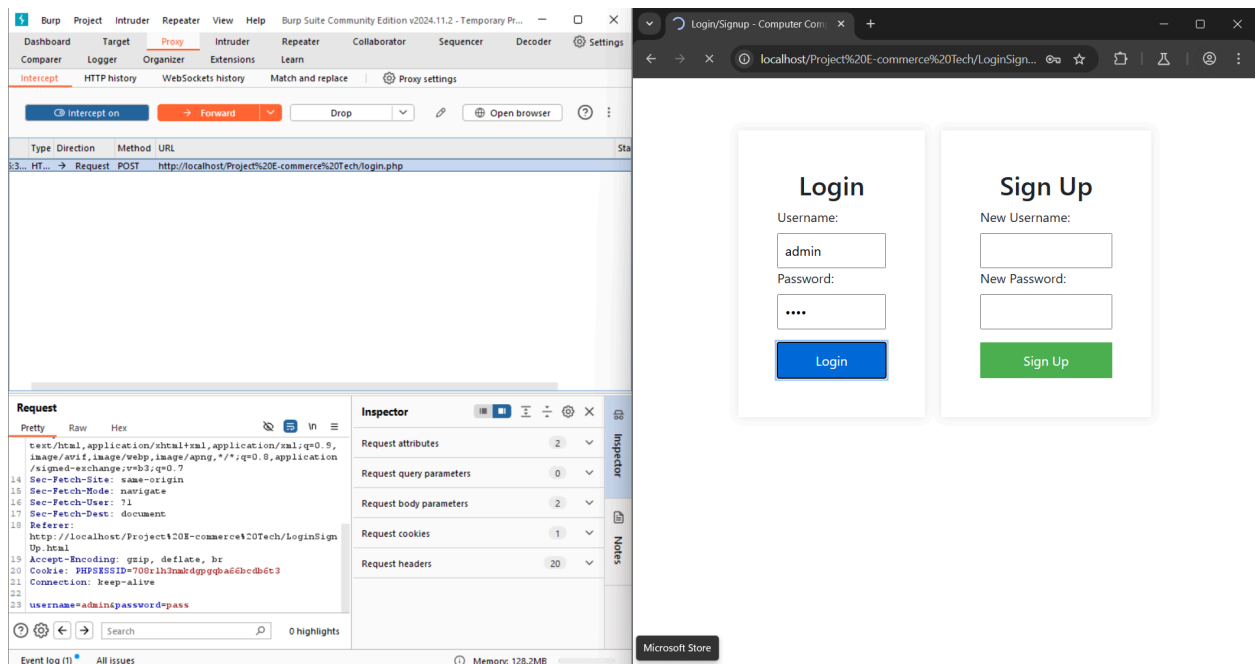 Burp Project Intruder Repeater View Help Burp Suite Community Edition v2024.11.2 - Temporary Pr...
Dashboard Target Proxy Intruder Repeater Collaborator Sequencer Decoder Settings
Comparer Logger Organizer Extensions Learn
Intercept HTTP history WebSockets history Match and replace Proxy settings
Intercept on Forward Drop Open browser
Type Direction Method URL Sta
5:3... HT... → Request POST http://localhost/Project%20E-commerce%20Tech/login.php
Request
Pretty Raw Hex \n
text/html,application/xhtml+xml,application/xml;q=0.9,
image/avif,image/webp,image/apng,*/*;q=0.8,application
/signed-exchange;v=b3;q=0.7
14 Sec-Fetch-Site: same-origin
15 Sec-Fetch-Mode: navigate
16 Sec-Fetch-User: ?1
17 Sec-Fetch-Dest: document
18 Referer:
http://localhost/Project%20E-commerce%20Tech/LoginSign
Up.html
19 Accept-Encoding: gzip, deflate, br
20 Cookie: PHPSESSID=708rlh3nmkdgpgqba66bcdb6t3
21 Connection: keep-alive
22
23 username=admin&password=pass
Search 0 highlights
Event log (1) All issues Memory: 128.2MB
Inspector
Request attributes 2
Request query parameters 0
Request body parameters 2
Request cookies 1
Request headers 20
Inspector
Notes
Login/Signup - Computer Com
localhost/Project%20E-commerce%20Tech/LoginSign...
Login
Username:
admin
Password:
••••
Login
Sign Up
New Username:
New Password:
Sign Up
Microsoft Store